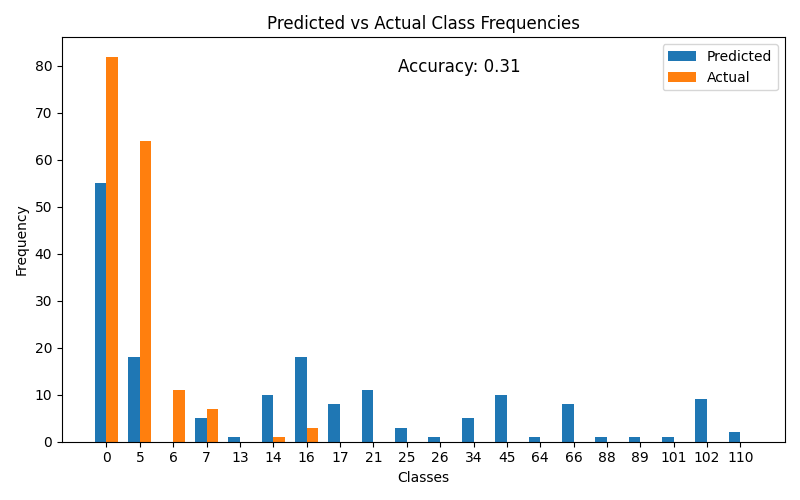 Predicted vs Actual Class Frequencies
Accuracy: 0.31
Predicted
Actual
Frequency
80
70
60
50
40
30
20
10
0
0 5 6 7 13 14 16 17 21 25 26 34 45 64 66 88 89 101 102 110
Classes